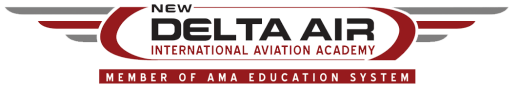 NEW
DELTA AIR
INTERNATIONAL AVIATION ACADEMY
MEMBER OF AMA EDUCATION SYSTEM